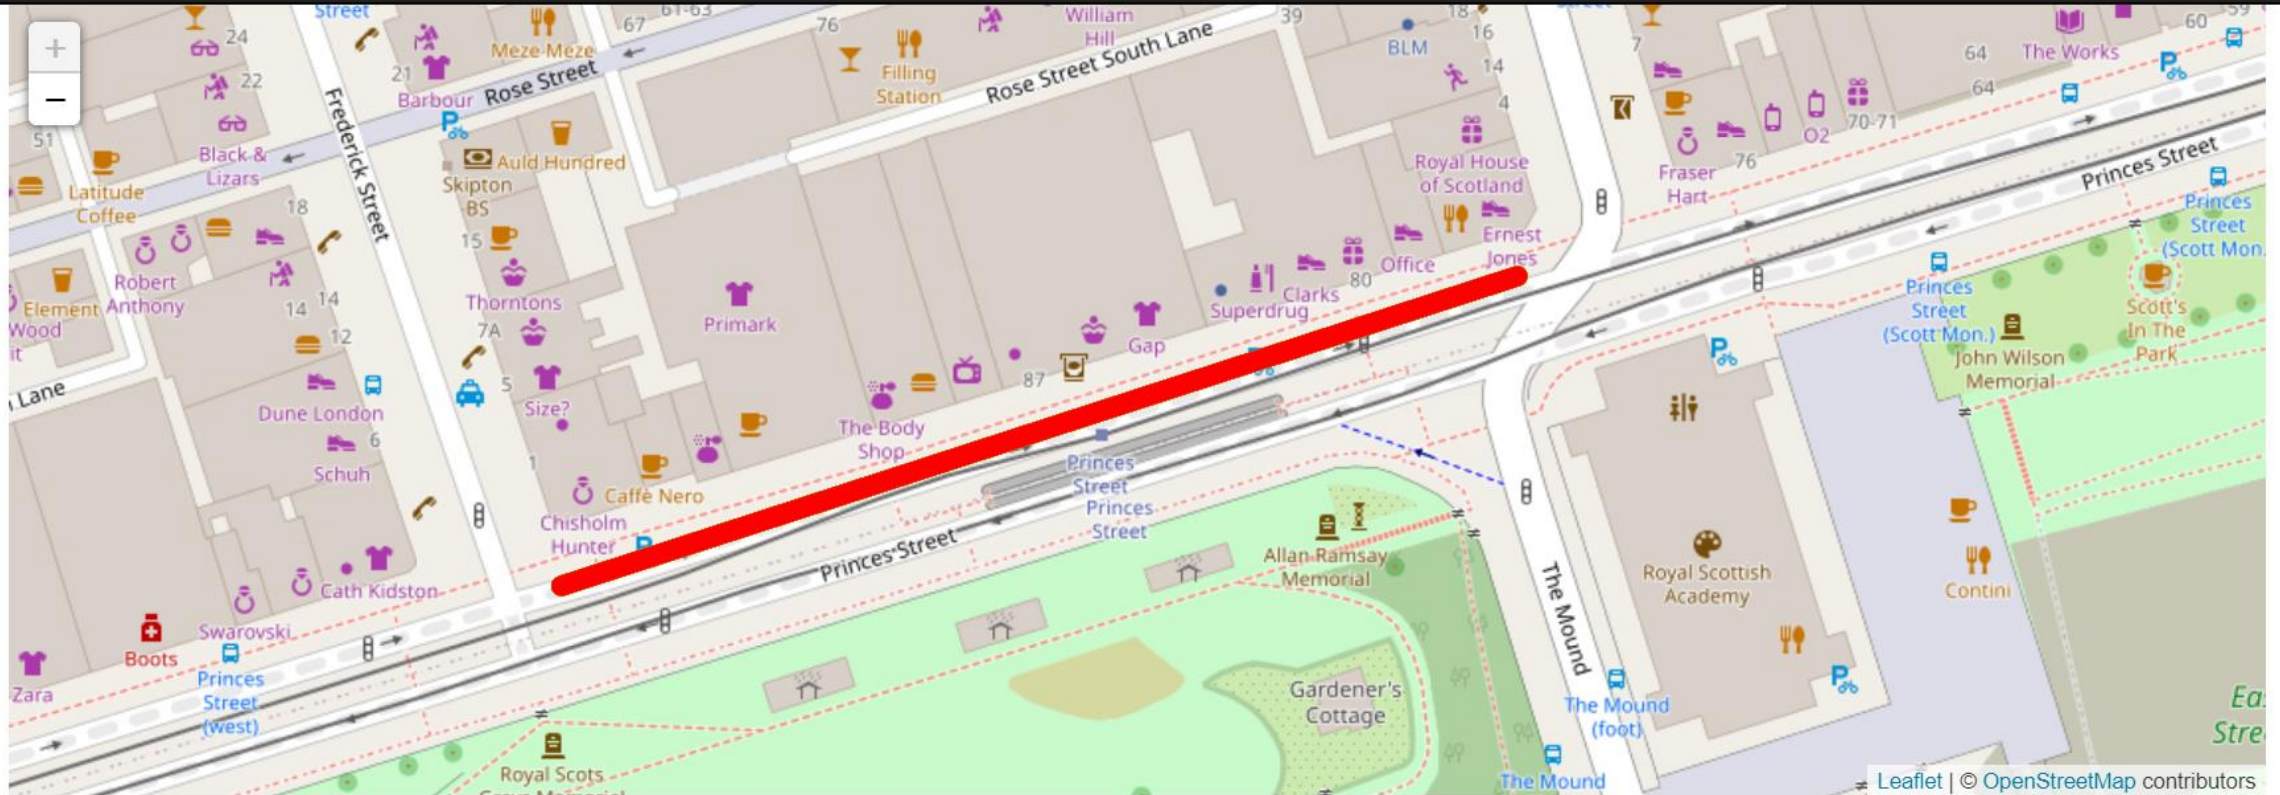 +
−
Street
24
22
51
Latitude
Coffee
Black &
Lizars
18
Robert
Anthony
Element
Wood
it
14
14
12
Lane
Dune London
6
Schuh
Cath Kidston
Swarovski
Boots
Zara
Princes
Street
(west)
Frederick Street
61-63
67
Meze Meze
21
Barbour
Rose Street
Auld Hundred
Skipton
BS
15
Thorntons
7A
5
Size?
1
Caffè Nero
Chisholm
Hunter
P
76
Filling
Station
William
Hill
Rose Street South Lane
39
Primark
The Body
Shop
87
Gap
Superdrug
Clarks
80
Office
Ernest
Jones
Royal House
of Scotland
BLM
18
16
14
4
Street
7
Fraser
Hart
76
O2
70-71
64
64
The Works
60
59
Princes Street
Princes
Street
(Scott Mon.
Princes
Street
(Scott Mon.)
Scott's
In The
Park
John Wilson
Memorial
Princes
Street
Princes
Street
Princes Street
Allan Ramsay
Memorial
Gardener's
Cottage
The Mound
Royal Scottish
Academy
Contini
The Mound
(foot)
The Mound
Royal Scots
Eas
Stre
Leaflet | © OpenStreetMap contributors